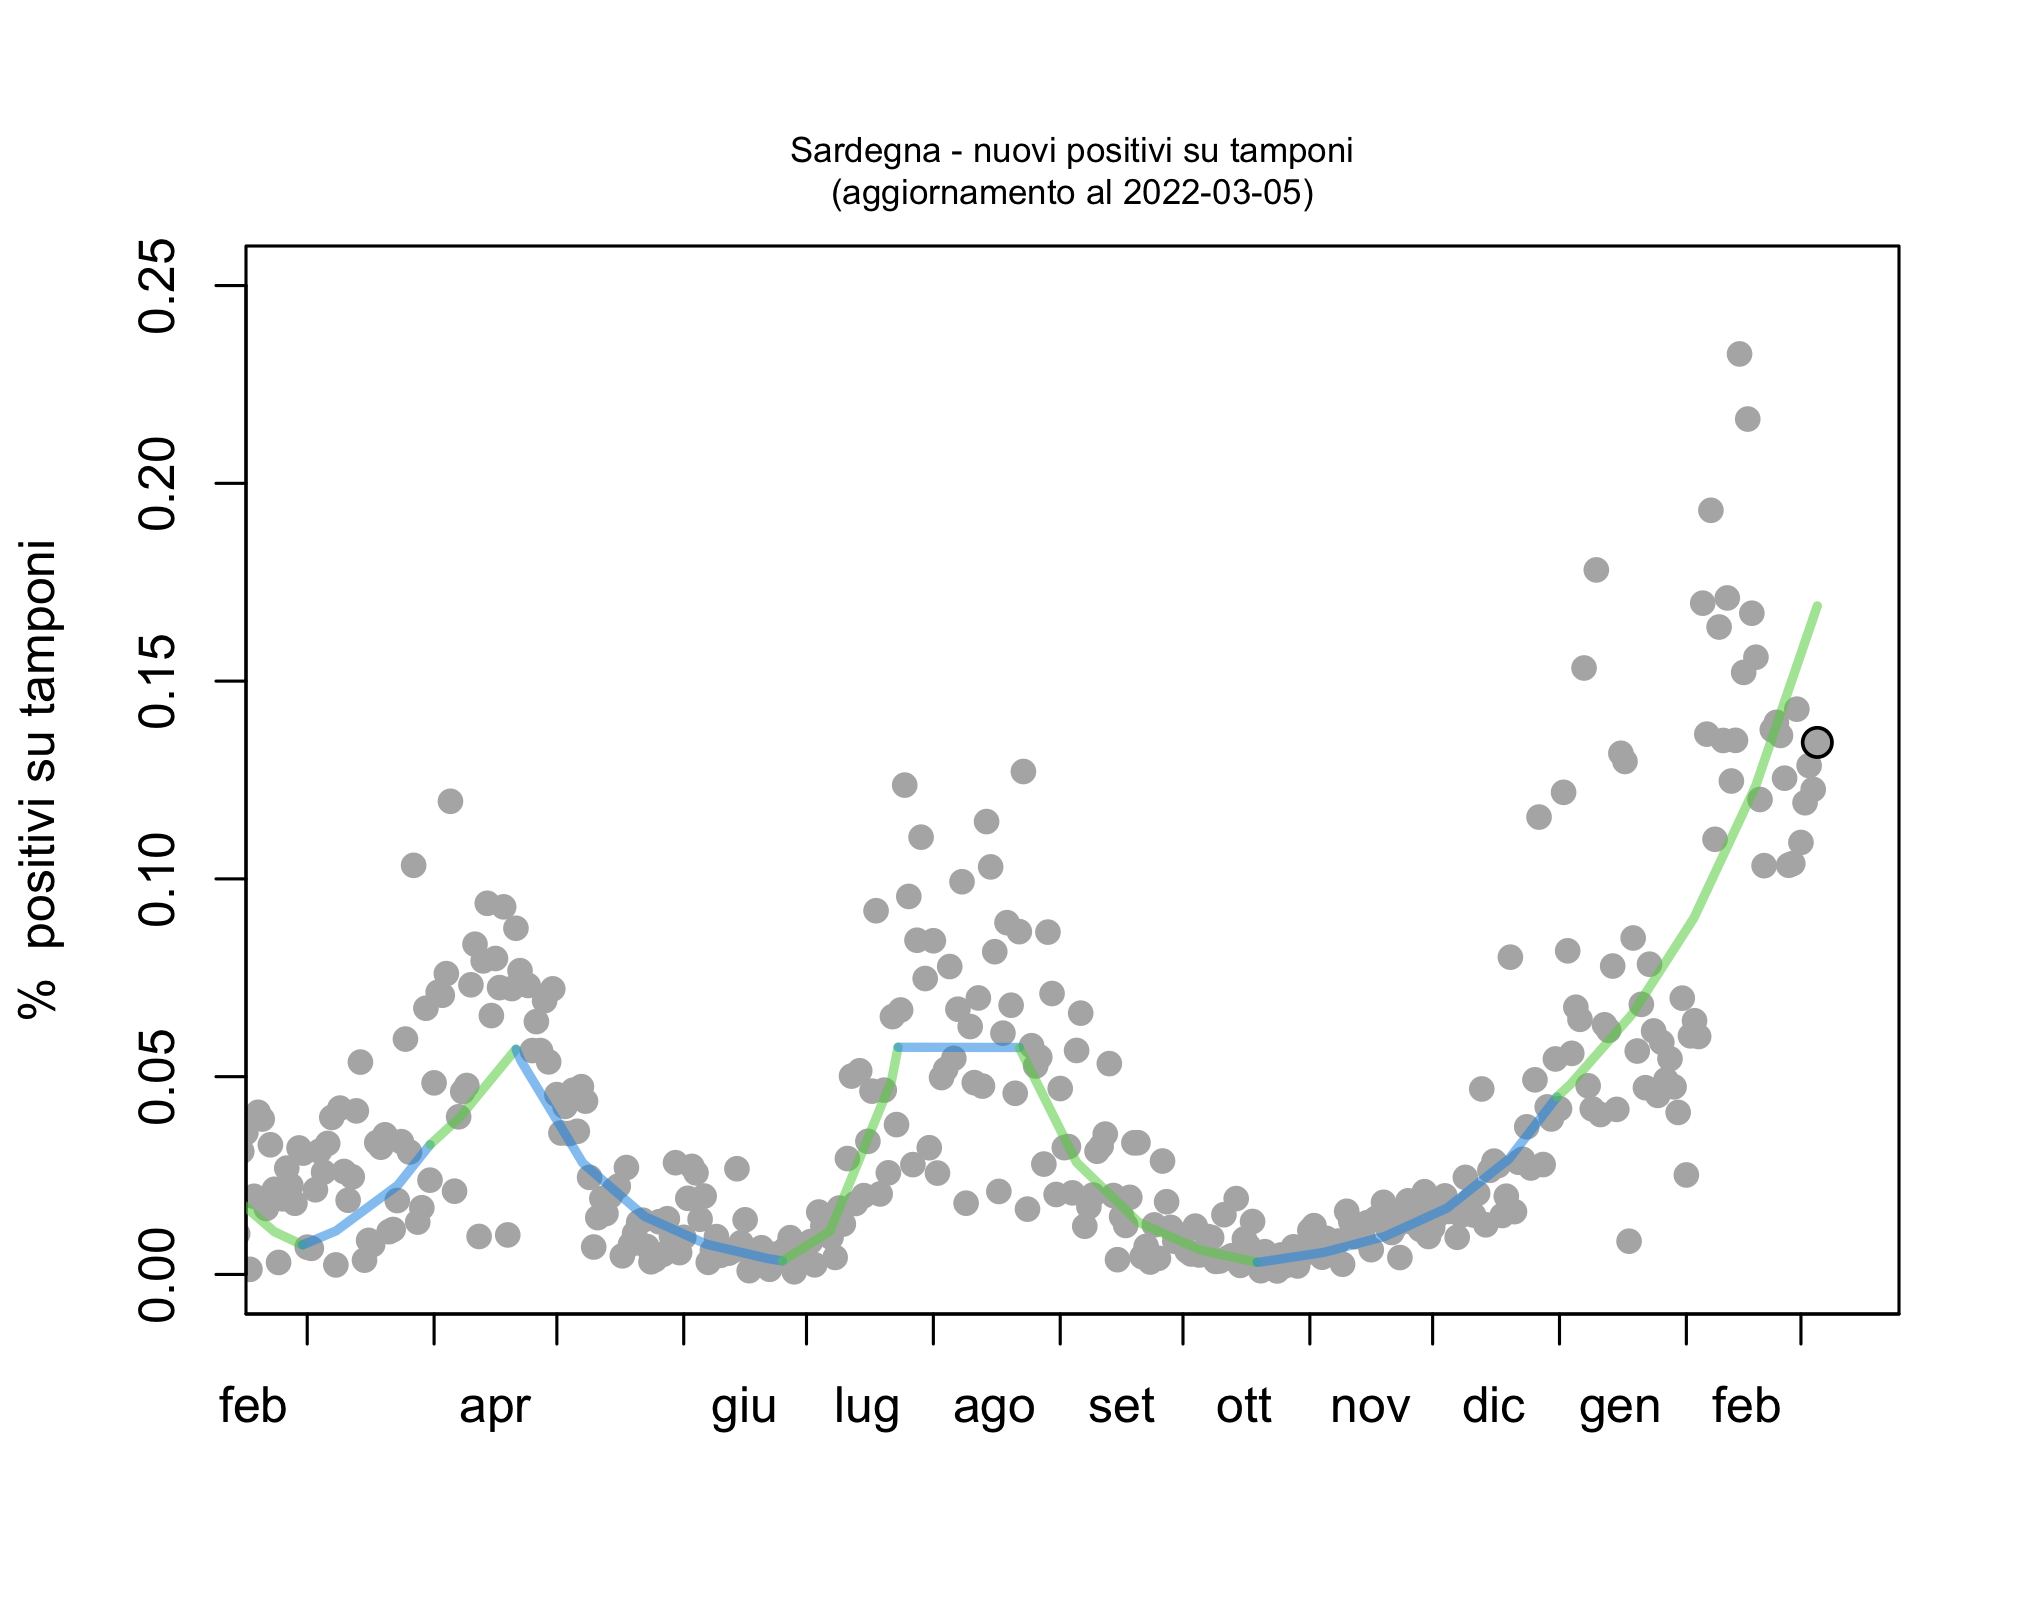 Sardegna - nuovi positivi su tamponi
(aggiornamento al 2022-03-05)
% positivi su tamponi
0.25
0.20
0.15
0.10
0.05
0.00
feb apr giu lug ago set ott nov dic gen feb